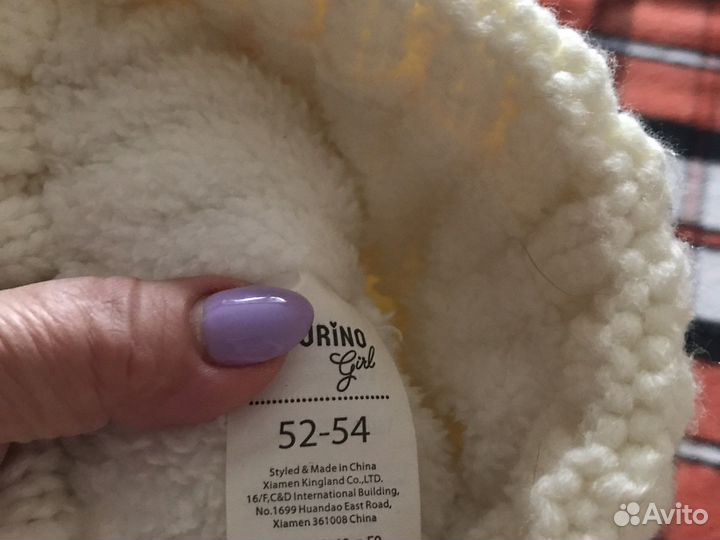 Girl
52-54
Styled & Made in China
Xiamen Kingland Co.,LTD.
16/F,C&D International Building,
No.1699 Huandao East Road,
Xiamen 361008 China
Avito